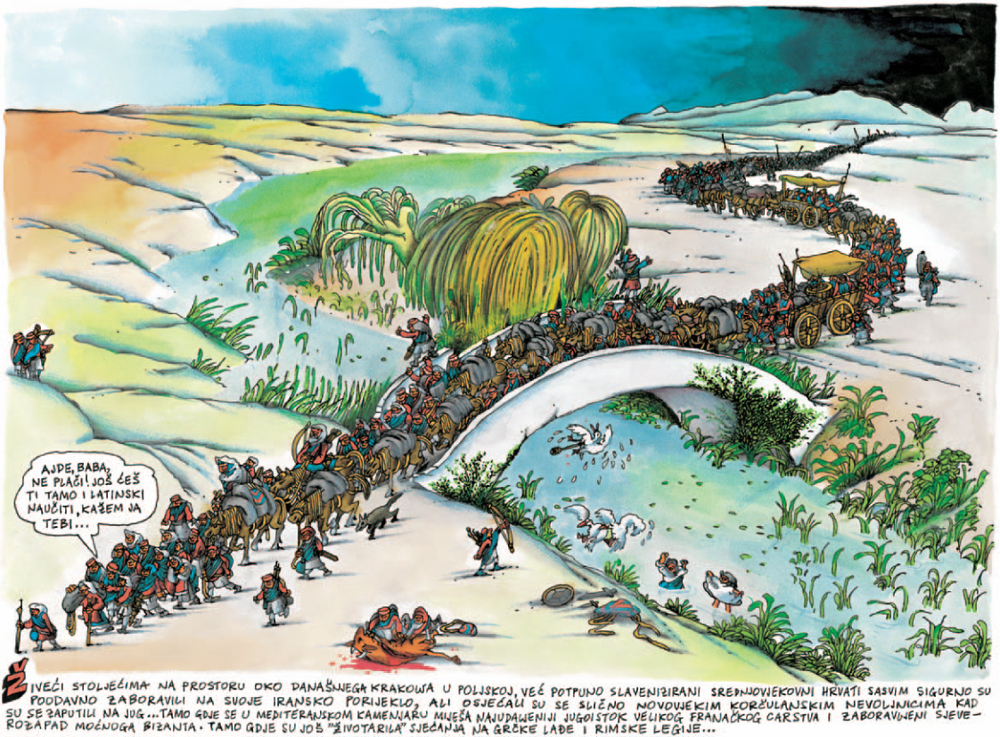 AJDE, BABA,
NE PLAČI! JOŠ ĆEŠ
TI TAMO I LATINSKI
NAUČITI, KAŽEM JA
TEBI...
ŽIVEĆI STOLJEĆIMA NA PROSTORU OKO DANAŠNJEGA KRAKOWA U POLJSKOJ, VEĆ POTPUNO SLAVENIZIRANI SREDNJOVJEKOVNI HRVATI SASVIM SIGURNO SU
POODAVNO ZABORAVILI NA SVOJE IRANSKO PORIJEKLO, ALI OSJEĆALI SU SE SLIČNO NOVOVJEKIM KORČULANSKIM NEVOLJNICIMA KAD
SU SE ZAPUTILI NA JUG...TAMO GDJE SE U MEDITERANSKOM KAMENJARU MIJEŠA NAJUDALJENIJI JUGOISTOK VELIKOG FRANAČKOG CARSTVA I ZABORAVLJENI SJEVE-
ROZAPAD MOĆNOGA BIZANTA. TAMO GDJE SU JOŠ "ŽIVOTARILA" SJEĆANJA NA GRČKE LAĐE I RIMSKE LEGIJE...